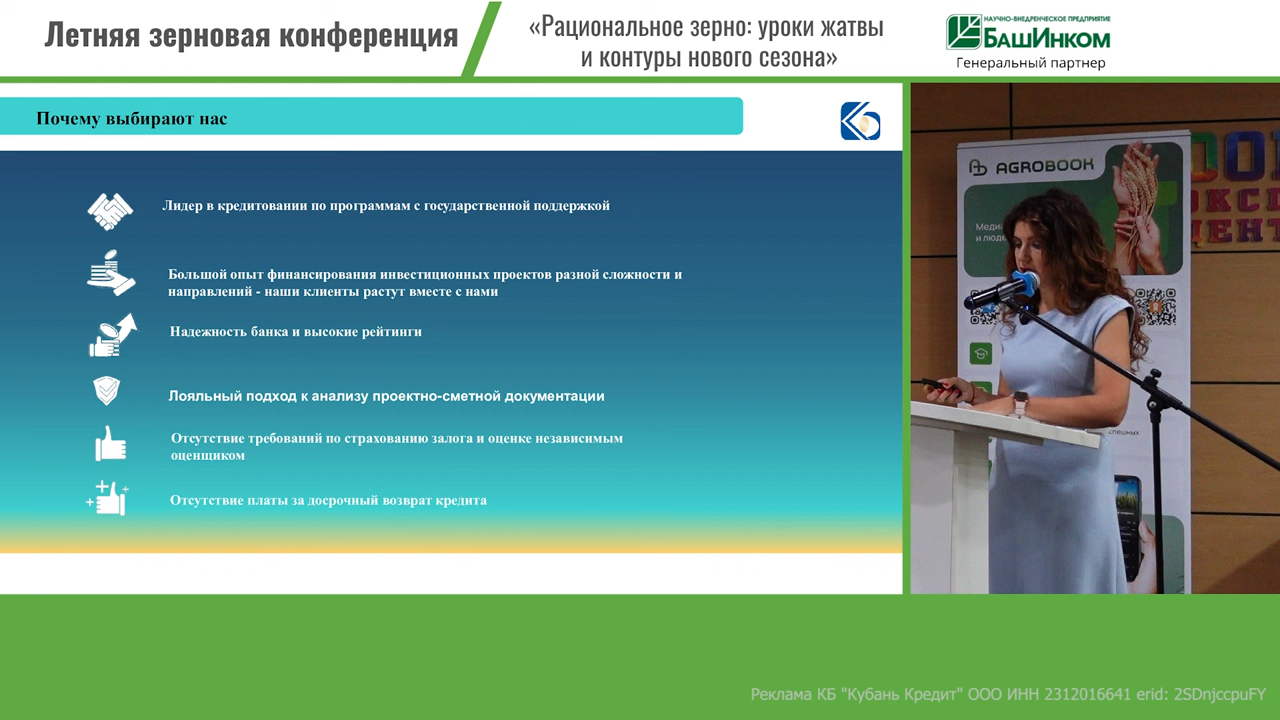 Летняя зерновая конференция
«Рациональное зерно: уроки жатвы
и контуры нового сезона»
НАУЧНО-ВНЕДРЕНЧЕСКОЕ ПРЕДПРИЯТИЕ
БашИнком
Генеральный партнер
Почему выбирают нас
Лидер в кредитовании по программам с государственной поддержкой
Большой опыт финансирования инвестиционных проектов разной сложности и
направлений - наши клиенты растут вместе с нами
Надежность банка и высокие рейтинги
Лояльный подход к анализу проектно-сметной документации
Отсутствие требований по страхованию залога и оценке независимым
оценщиком
Отсутствие платы за досрочный возврат кредита
AGROBOOK
Реклама КБ "Кубань Кредит" ООО ИНН 2312016641 erid: 2SDnjccpuFY